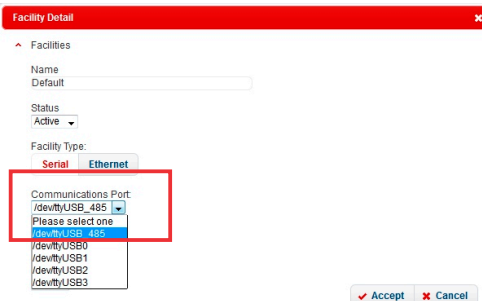 Facility Detail
Facilities
Name
Default
Status
Active
Facility Type:
Serial Ethernet
Communications Port:
/dev/ttyUSB_485
Please select one
/dev/ttyUSB_485
/dev/ttyUSB0
/dev/ttyUSB1
/dev/ttyUSB2
/dev/ttyUSB3
Accept Cancel